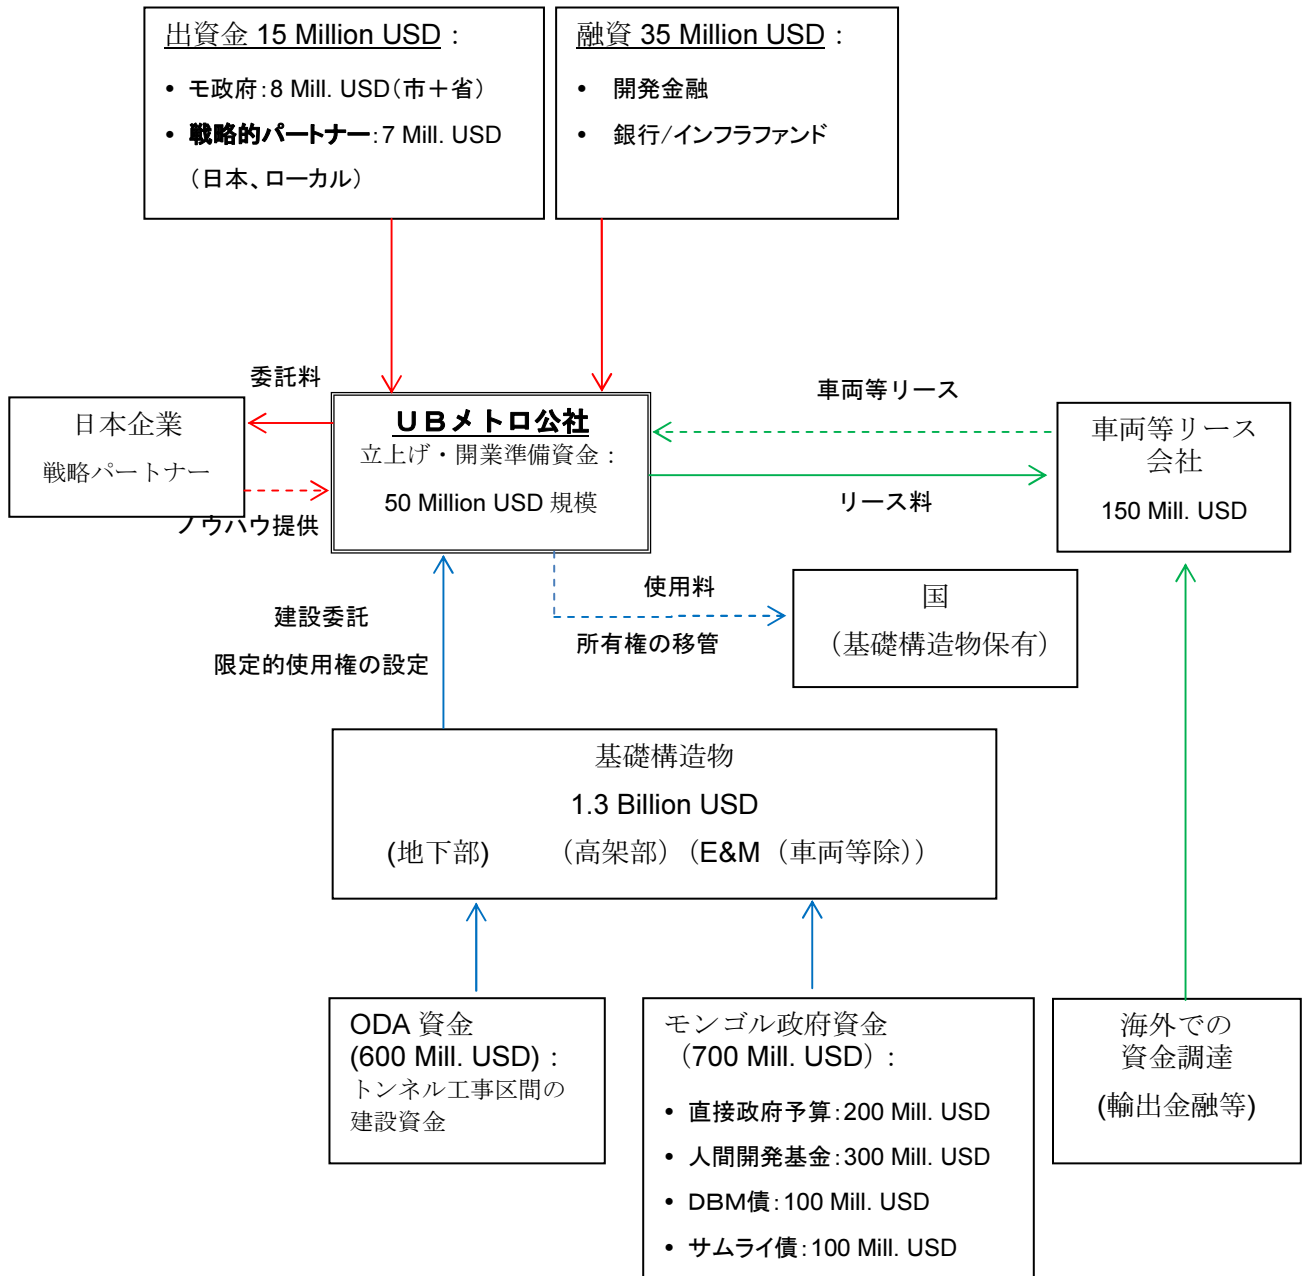 出資金 15 Million USD：
• モ政府：8 Mill. USD（市＋省）
• 戦略的パートナー：7 Mill. USD
（日本、ローカル）
融資 35 Million USD：
• 開発金融
• 銀行/インフラファンド
委託料
日本企業
戦略パートナー
ノウハウ提供
ＵＢメトロ公社
立上げ・開業準備資金：
50 Million USD 規模
車両等リース
リース料
車両等リース
会社
150 Mill. USD
建設委託
限定的使用権の設定
使用料
所有権の移管
国
（基礎構造物保有）
基礎構造物
1.3 Billion USD
(地下部) （高架部）（E&M（車両等除））
ODA 資金
(600 Mill. USD)：
トンネル工事区間の
建設資金
モンゴル政府資金
（700 Mill. USD）：
• 直接政府予算：200 Mill. USD
• 人間開発基金：300 Mill. USD
• ＤＢＭ債：100 Mill. USD
• サムライ債：100 Mill. USD
海外での
資金調達
(輸出金融等)